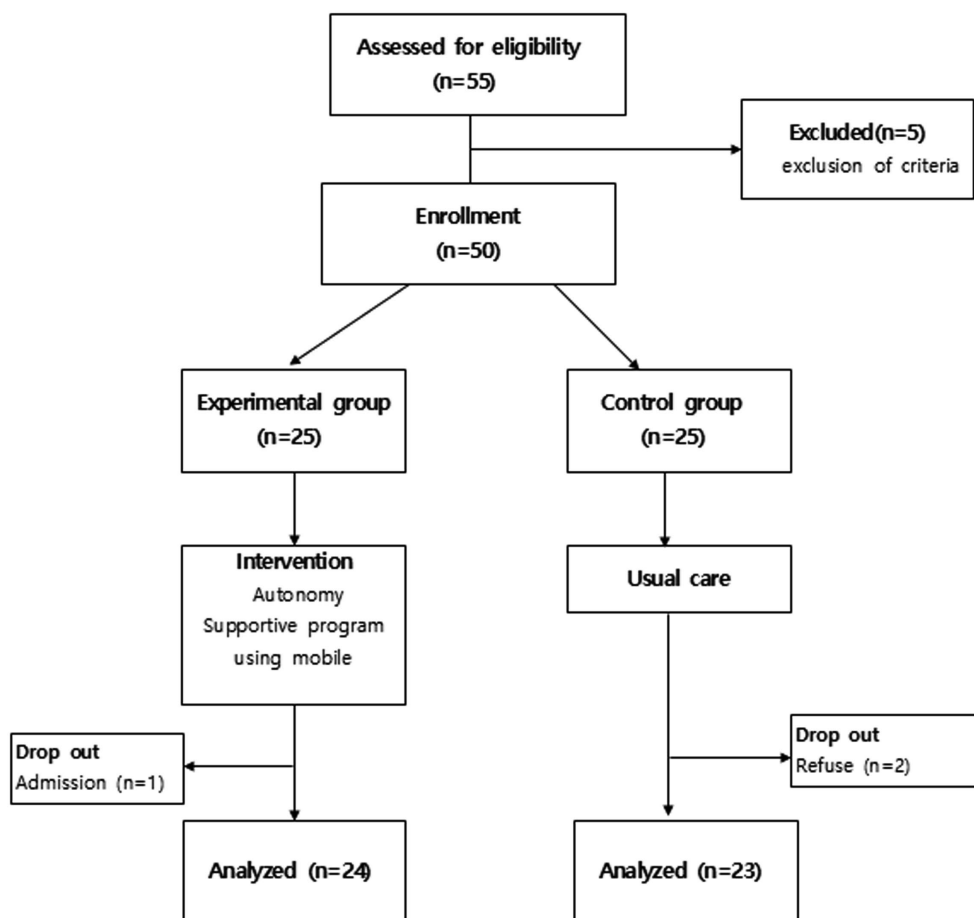 Assessed for eligibility
(n=55)
Excluded(n=5)
exclusion of criteria
Enrollment
(n=50)
Experimental group
(n=25)
Control group
(n=25)
Intervention
Autonomy
Supportive program
using mobile
Usual care
Drop out
Admission (n=1)
Drop out
Refuse (n=2)
Analyzed (n=24)
Analyzed (n=23)